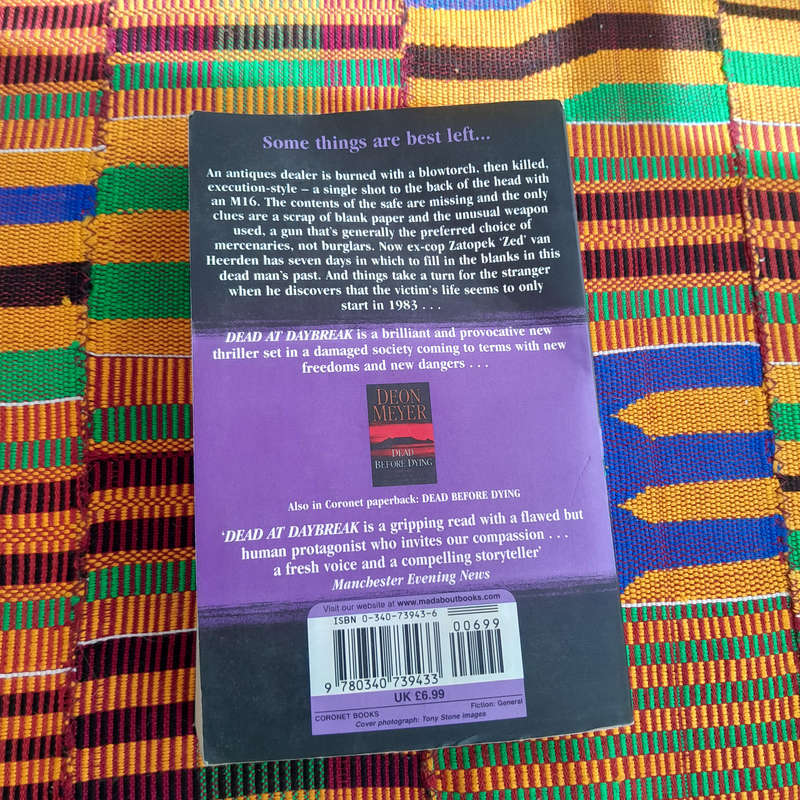 Some things are best left...
An antiques dealer is burned with a blowtorch, then killed,
execution-style – a single shot to the back of the head with
an M16. The contents of the safe are missing and the only
clues are a scrap of blank paper and the unusual weapon
used, a gun that's generally the preferred choice of
mercenaries, not burglars. Now ex-cop Zatopek 'Zed' van
Heerden has seven days in which to fill in the blanks in this
dead man's past. And things take a turn for the stranger
when he discovers that the victim's life seems to only
start in 1983 . . .
DEAD AT DAYBREAK is a brilliant and provocative new
thriller set in a damaged society coming to terms with new
freedoms and new dangers . . .
DEON
MEYER
DEAD
BEFORE DYING
Also in Coronet paperback: DEAD BEFORE DYING
'DEAD AT DAYBREAK is a gripping read with a flawed but
human protagonist who invites our compassion . . .
a fresh voice and a compelling storyteller'
Manchester Evening News
Visit our website at www.madaboutbooks.com
ISBN 0-340-73943-6
00699
9 780340 739433
UK £6.99
CORONET BOOKS
Fiction: General
Cover photograph: Tony Stone images